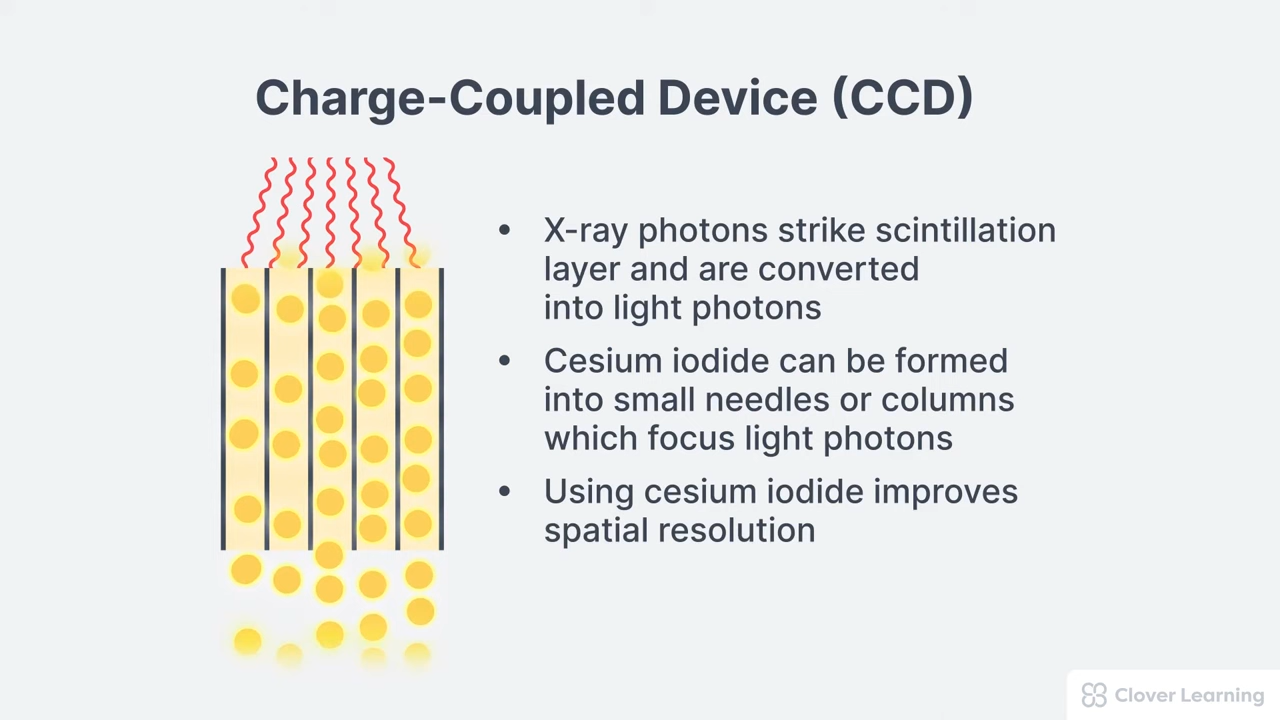 Charge-Coupled Device (CCD)
• X-ray photons strike scintillation
layer and are converted
into light photons
• Cesium iodide can be formed
into small needles or columns
which focus light photons
• Using cesium iodide improves
spatial resolution
Clover Learning